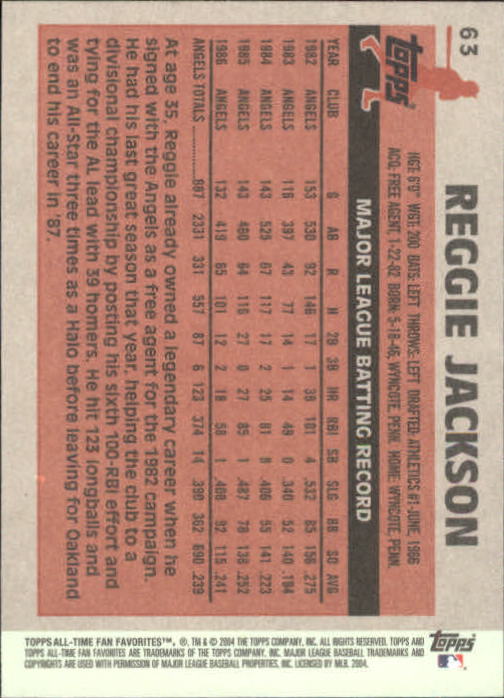 63
topps
REGGIE JACKSON
HGT: 6'0" WGT: 200 BATS: LEFT THROWS: LEFT DRAFTED: ATHLETICS #1-JUNE, 1966
ACQ: FREE AGENT 1-22-82 BORN: 5-18-46, WYNCOTE, PENN. HOME: WYNCOTE, PENN.
MAJOR LEAGUE BATTING RECORD
YEAR CLUB G AB R H 2B 3B HR RBI SB SLG BB SO AVG
1982 ANGELS 153 530 92 146 17 1 39 101 4 .532 85 156 .275
1983 ANGELS 116 397 43 77 14 1 14 49 0 .340 52 140 .194
1984 ANGELS 143 525 67 117 17 2 25 81 8 .406 55 141 .223
1985 ANGELS 143 460 64 116 27 0 27 85 1 .487 78 138 .252
1986 ANGELS 132 419 65 101 12 2 18 58 1 .408 92 115 .241
ANGELS TOTALS 687 2331 331 557 87 6 123 374 14 .399 362 690 .239
At age 35, Reggie already owned a legendary career when he
signed with the Angels as a free agent for the 1982 campaign.
He had his last great season that year, helping the club to a
divisional championship by posting his sixth 100-RBI effort and
tying for the AL lead with 39 homers. He hit 123 longballs and
was an All-Star three times as a Halo before leaving for Oakland
to end his career in '87.
TOPPS ALL-TIME FAN FAVORITES™, ®, TM & © 2004 THE TOPPS COMPANY, INC. ALL RIGHTS RESERVED. TOPPS AND
TOPPS ALL-TIME FAN FAVORITES ARE TRADEMARKS OF THE TOPPS COMPANY, INC. MAJOR LEAGUE BASEBALL TRADEMARKS AND
COPYRIGHTS ARE USED WITH PERMISSION OF MAJOR LEAGUE BASEBALL PROPERTIES, INC. LICENSED BY MLB. 2004.
topps